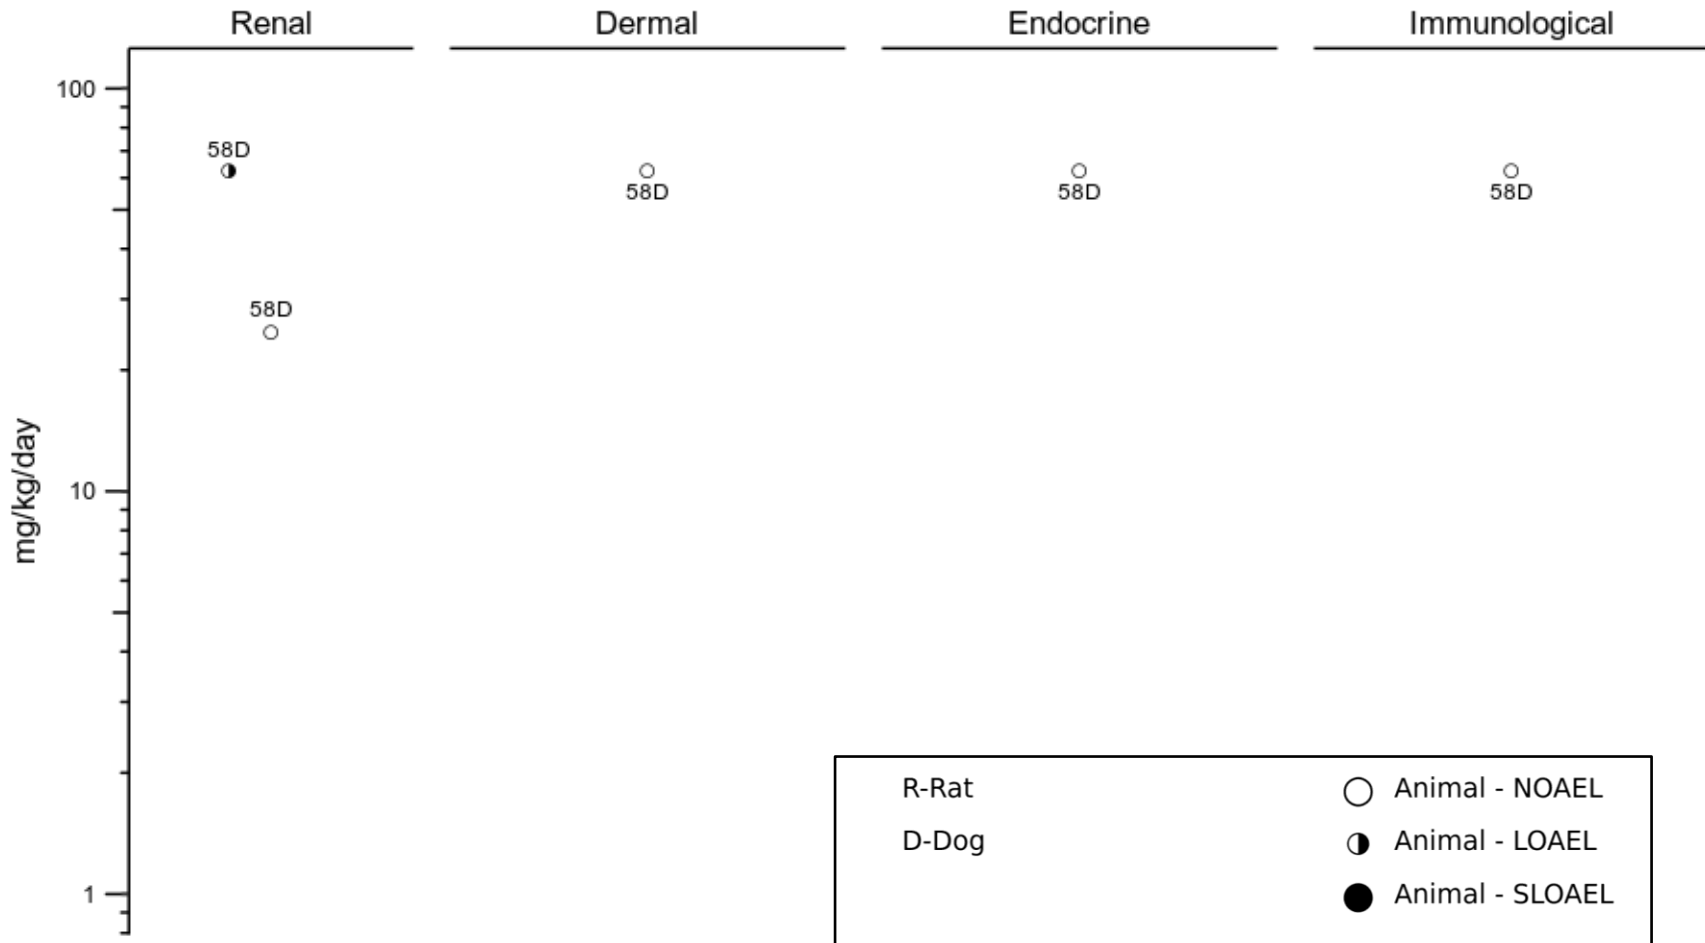 Renal Dermal Endocrine Immunological
100
58D
58D
58D
58D
58D
10
mg/kg/day
1
R-Rat
D-Dog
Animal - NOAEL
Animal - LOAEL
Animal - SLOAEL